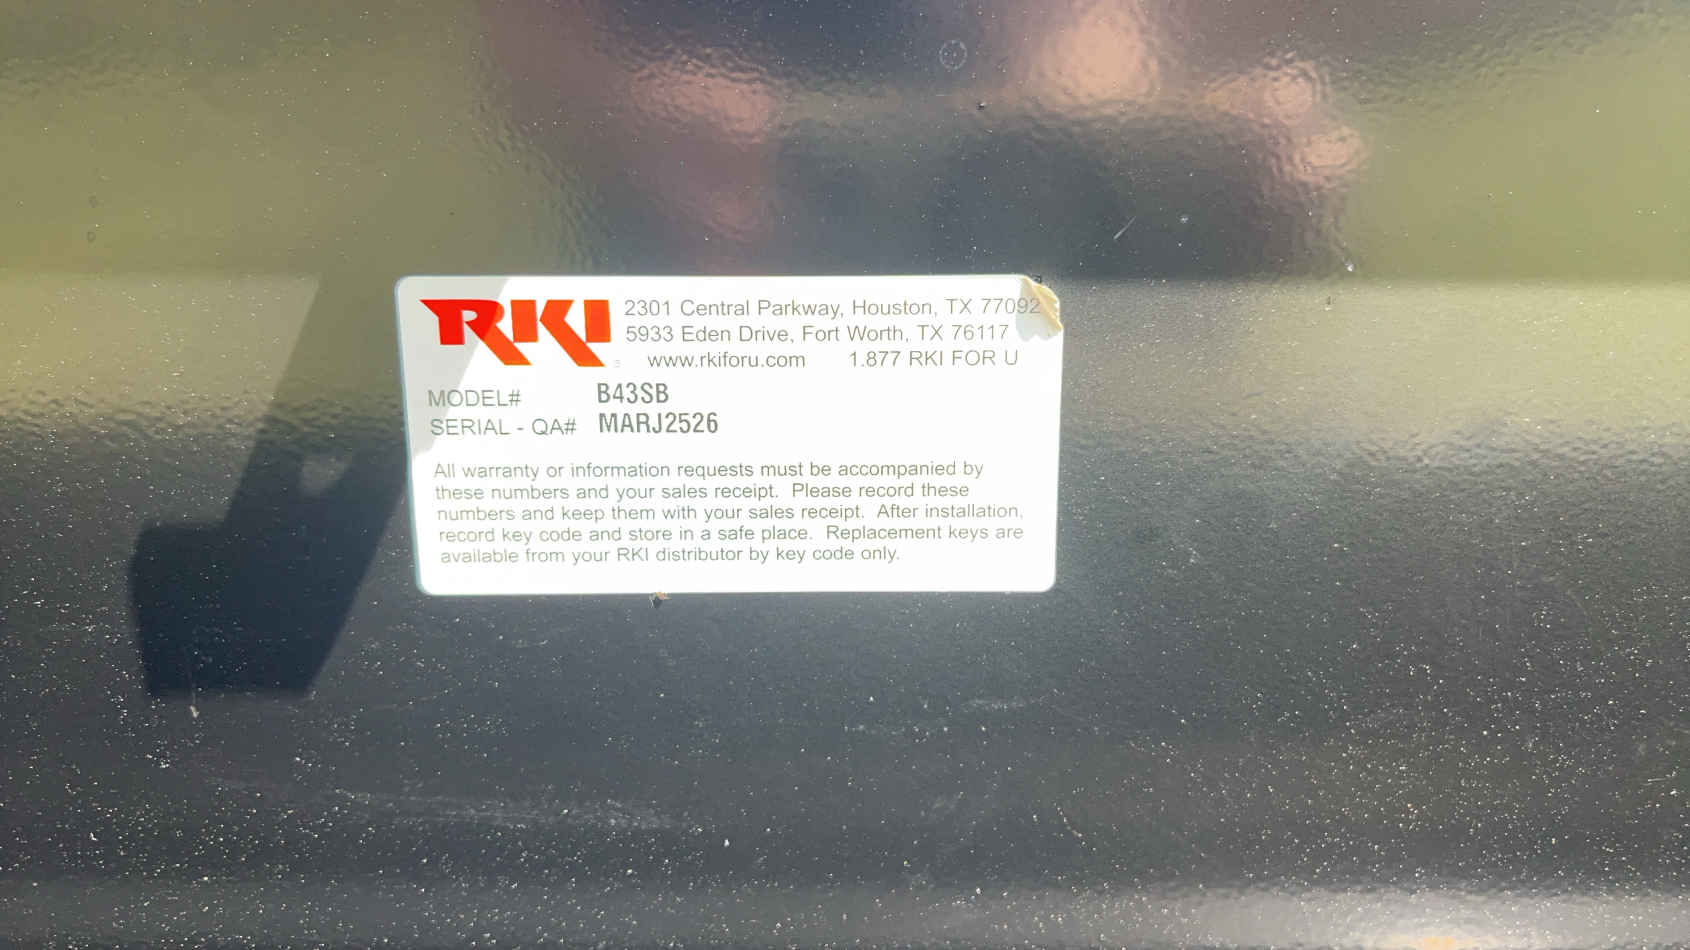 RKI
2301 Central Parkway, Houston, TX 77092
5933 Eden Drive, Fort Worth, TX 76117
www.rkiforu.com 1.877 RKI FOR U
MODEL# B43SB
SERIAL - QA# MARJ2526
All warranty or information requests must be accompanied by
these numbers and your sales receipt. Please record these
numbers and keep them with your sales receipt. After installation,
record key code and store in a safe place. Replacement keys are
available from your RKI distributor by key code only.